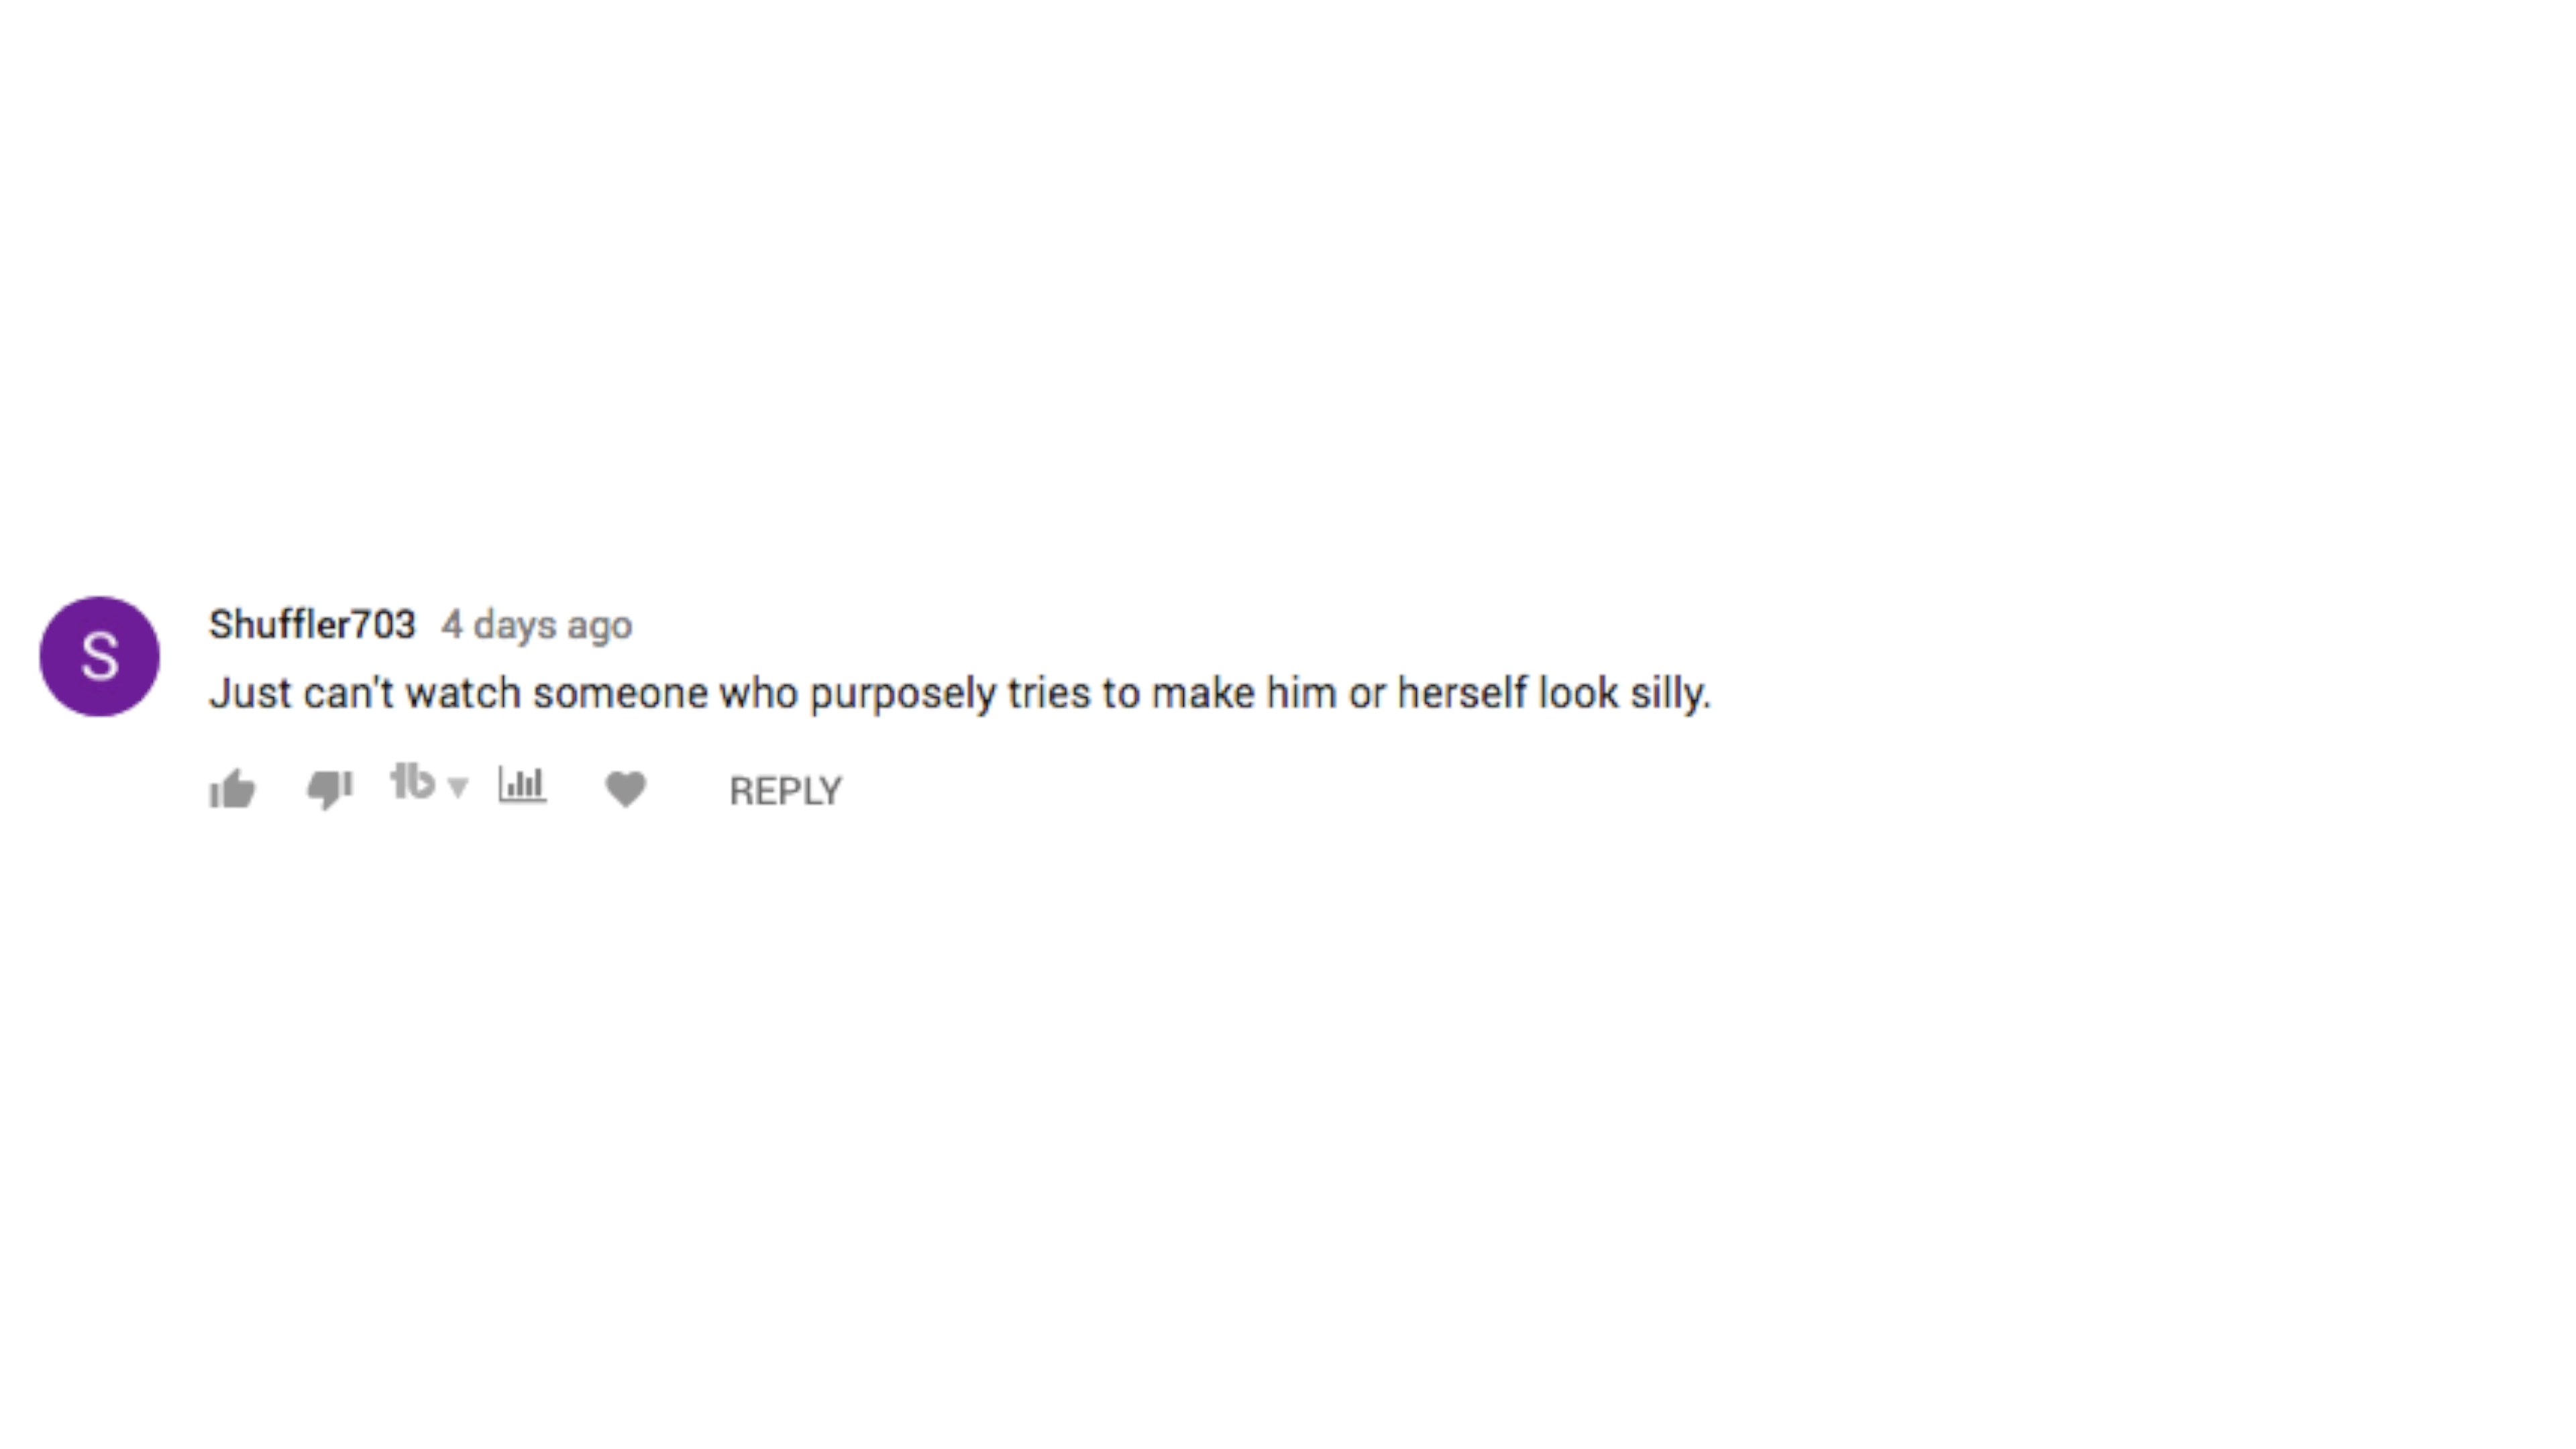 S
Shuffler703 4 days ago
Just can't watch someone who purposely tries to make him or herself look silly.
tb
REPLY